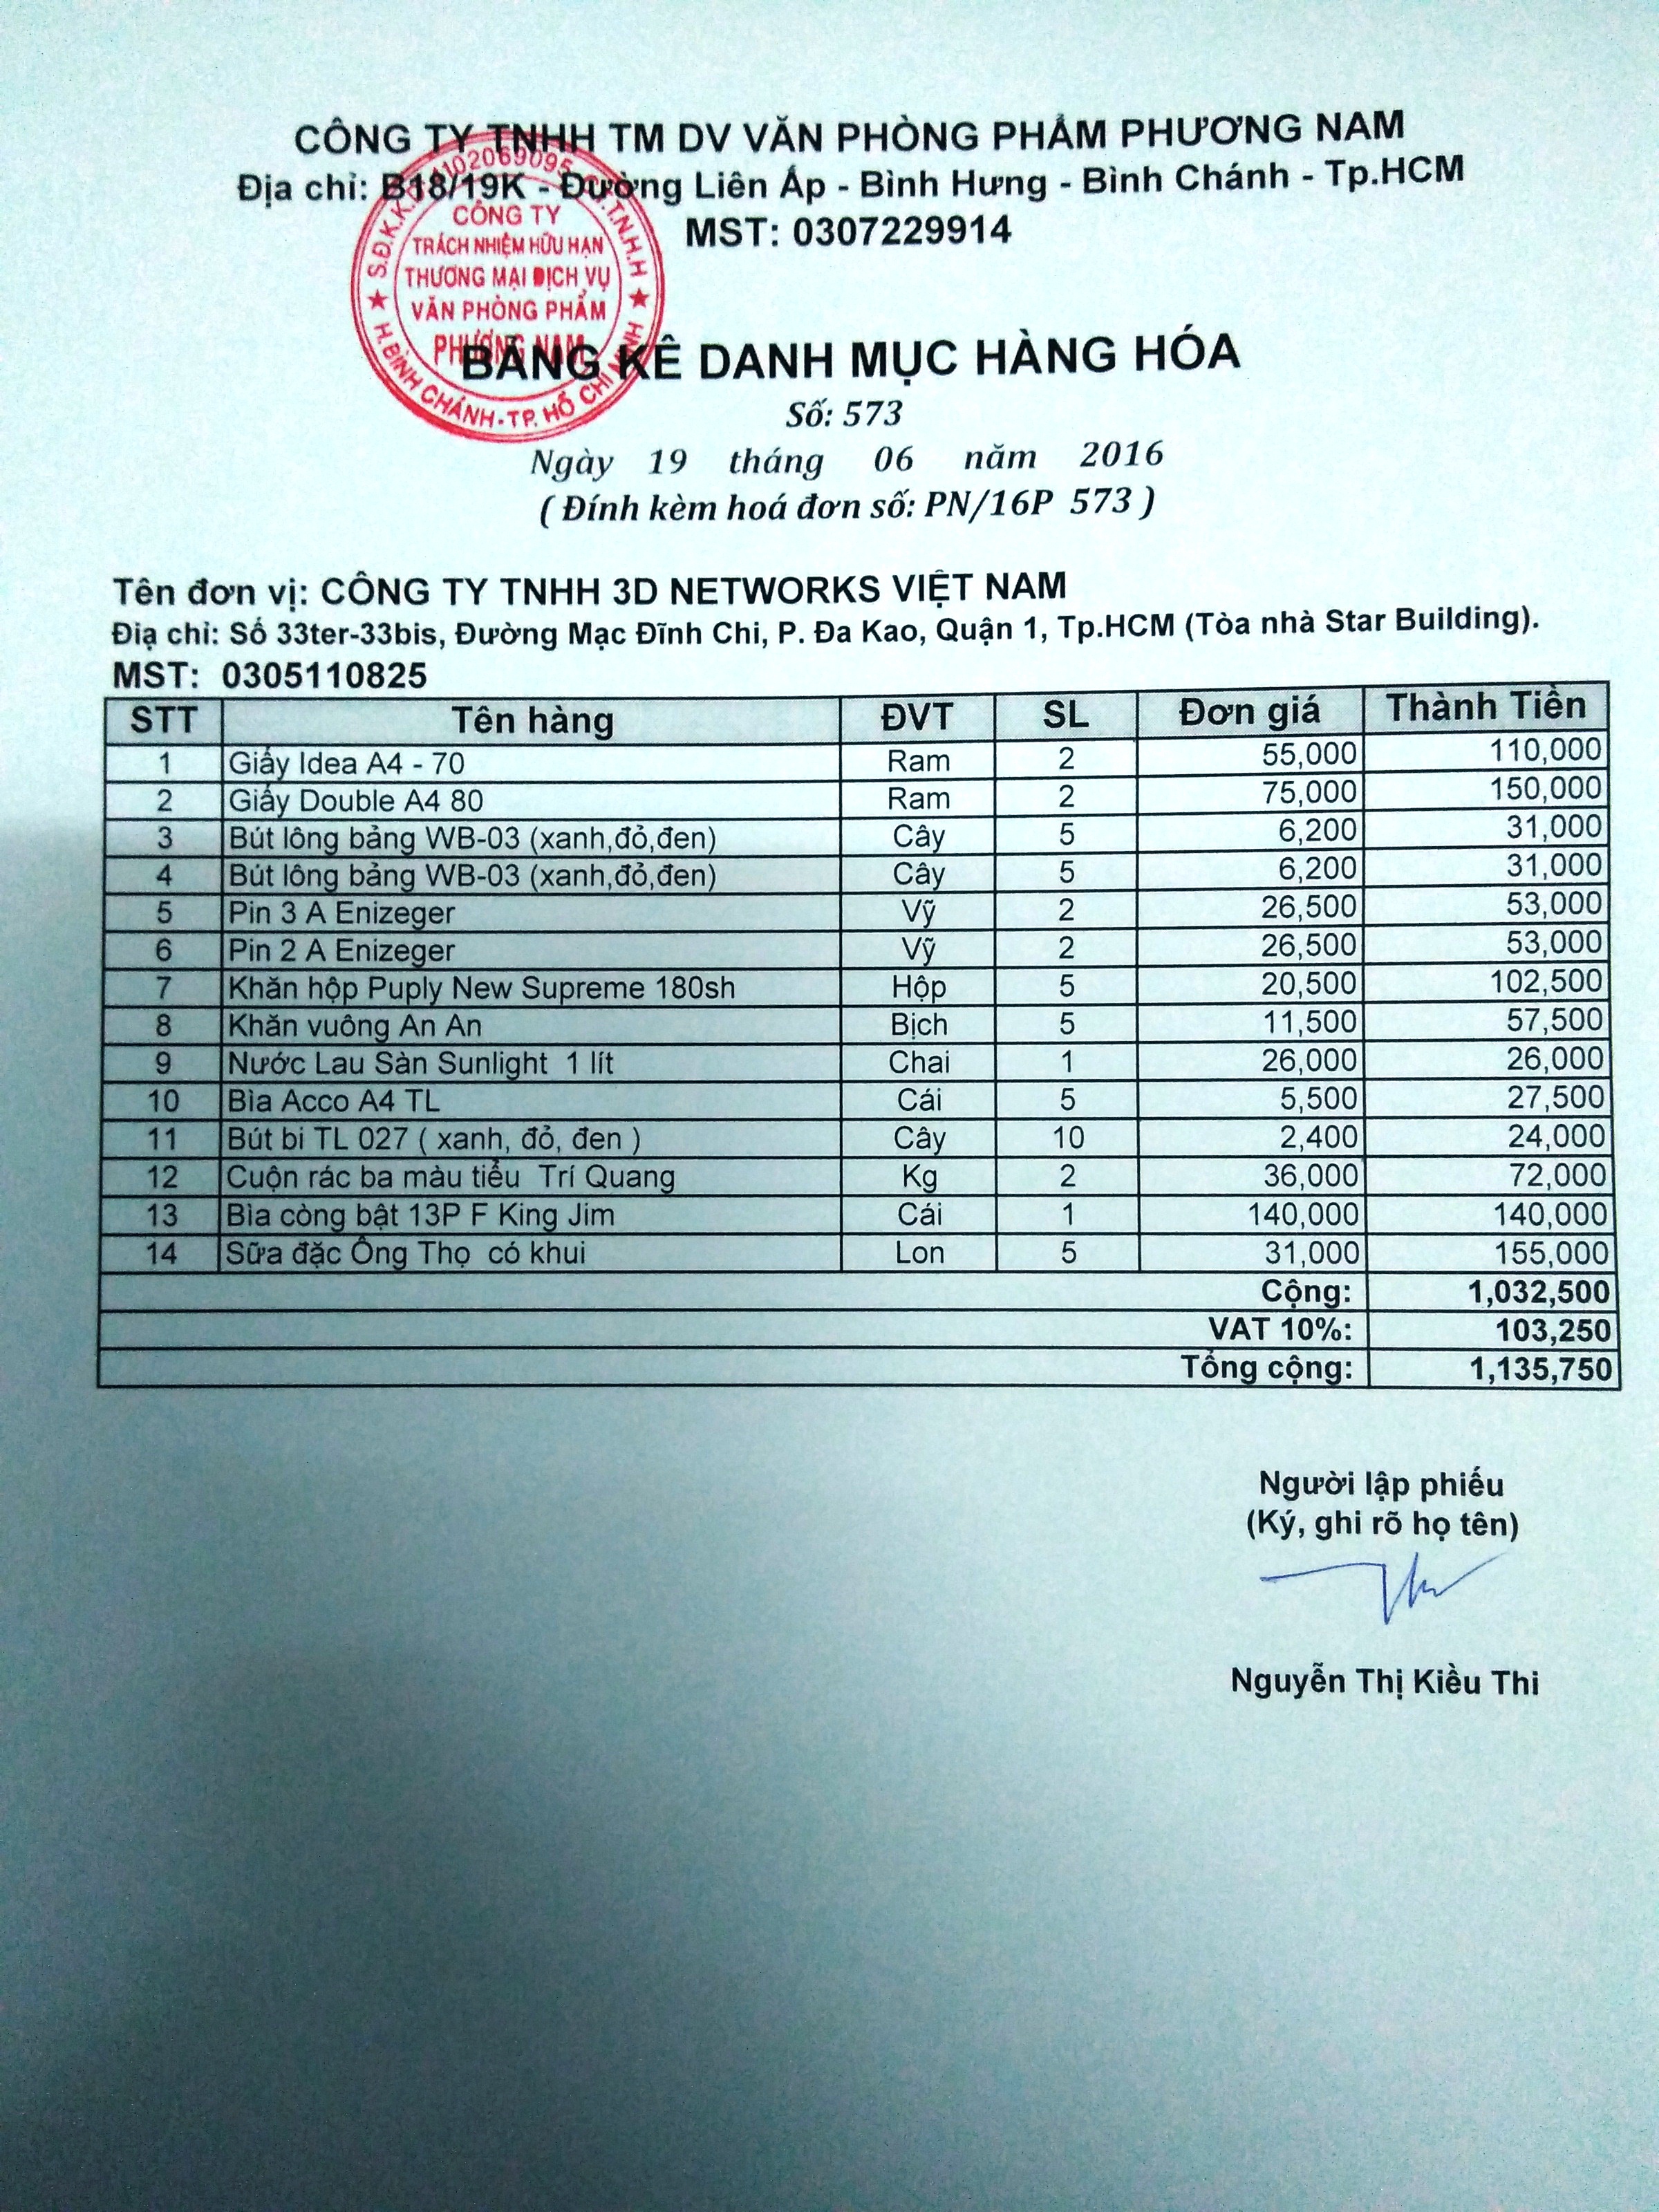 CÔNG TY TNHH TM DV VĂN PHÒNG PHẨM PHƯƠNG NAM
Địa chỉ: B18/19K - Đường Liên Ấp - Bình Hưng - Bình Chánh - Tp.HCM
MST: 0307229914
CÔNG TY
TRÁCH NHIỆM HỮU HẠN
THƯƠNG MẠI DỊCH VỤ
VĂN PHÒNG PHẨM
PHƯƠNG NAM
H.BÌNH CHÁNH-TP. HỒ CHÍ MINH
BẢNG KÊ DANH MỤC HÀNG HÓA
Số: 573
Ngày 19 tháng 06 năm 2016
( Đính kèm hoá đơn số: PN/16P 573 )
Tên đơn vị: CÔNG TY TNHH 3D NETWORKS VIỆT NAM
Điạ chỉ: Số 33ter-33bis, Đường Mạc Đĩnh Chi, P. Đa Kao, Quận 1, Tp.HCM (Tòa nhà Star Building).
MST: 0305110825
STT Tên hàng ĐVT SL Đơn giá Thành Tiền
1 Giấy Idea A4 - 70 Ram 2 55,000 110,000
2 Giấy Double A4 80 Ram 2 75,000 150,000
3 Bút lông bảng WB-03 (xanh,đỏ,đen) Cây 5 6,200 31,000
4 Bút lông bảng WB-03 (xanh,đỏ,đen) Cây 5 6,200 31,000
5 Pin 3 A Enizeger Vỹ 2 26,500 53,000
6 Pin 2 A Enizeger Vỹ 2 26,500 53,000
7 Khăn hộp Puply New Supreme 180sh Hộp 5 20,500 102,500
8 Khăn vuông An An Bịch 5 11,500 57,500
9 Nước Lau Sàn Sunlight 1 lít Chai 1 26,000 26,000
10 Bìa Acco A4 TL Cái 5 5,500 27,500
11 Bút bi TL 027 ( xanh, đỏ, đen ) Cây 10 2,400 24,000
12 Cuộn rác ba màu tiểu Trí Quang Kg 2 36,000 72,000
13 Bìa còng bật 13P F King Jim Cái 1 140,000 140,000
14 Sữa đặc Ông Thọ có khui Lon 5 31,000 155,000
Cộng: 1,032,500
VAT 10%: 103,250
Tổng cộng: 1,135,750
Người lập phiếu
(Ký, ghi rõ họ tên)
Nguyễn Thị Kiều Thi